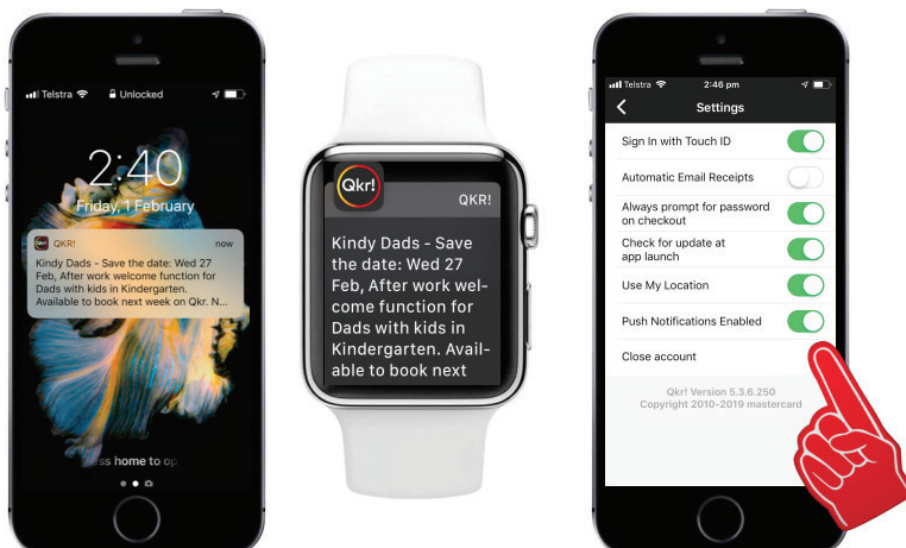 Telstra
Unlocked
2:40
Friday, 1 February
Qkr!
QKR!
now
Kindy Dads - Save the date: Wed 27
Feb, After work welcome function for
Dads with kids in Kindergarten.
Available to book next week on Qkr. N...
ss home to op
Qkr!
QKR!
Kindy Dads - Save
the date: Wed 27
Feb, After work wel-
come function for
Dads with kids in
Kindergarten. Avail-
able to book next
Telstra
2:46 pm
Settings
Sign In with Touch ID
Automatic Email Receipts
Always prompt for password
on checkout
Check for update at
app launch
Use My Location
Push Notifications Enabled
Close account
Qkr! Version 5.3.6.250
Copyright 2010-2019 mastercard